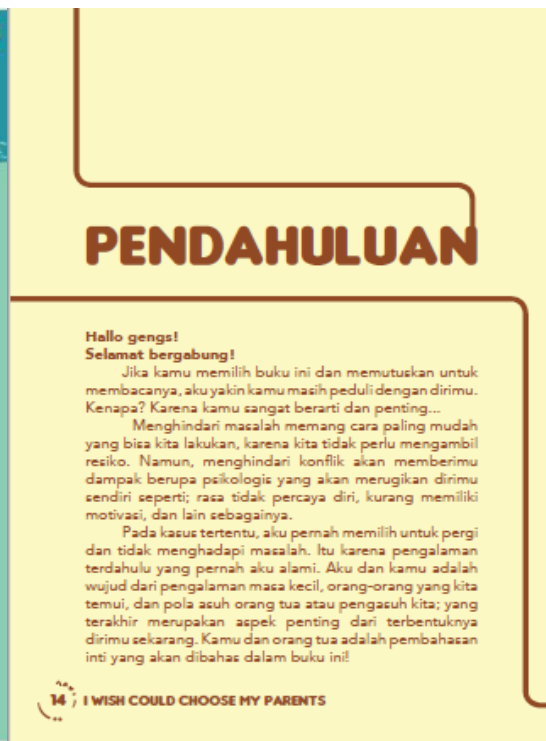 PENDAHULUAN
Hallo gengs!
Selamat bergabung!
Jika kamu memilih buku ini dan memutuskan untuk
membacanya, aku yakin kamu masih peduli dengan dirimu.
Kenapa? Karena kamu sangat berarti dan penting...
Menghindari masalah memang cara paling mudah
yang bisa kita lakukan, karena kita tidak perlu mengambil
resiko. Namun, menghindari konflik akan memberimu
dampak berupa psikologis yang akan merugikan dirimu
sendiri seperti; rasa tidak percaya diri, kurang memiliki
motivasi, dan lain sebagainya.
Pada kasus tertentu, aku pernah memilih untuk pergi
dan tidak menghadapi masalah. Itu karena pengalaman
terdahulu yang pernah aku alami. Aku dan kamu adalah
wujud dari pengalaman masa kecil, orang-orang yang kita
temui, dan pola asuh orang tua atau pengasuh kita; yang
terakhir merupakan aspek penting dari terbentuknya
dirimu sekarang. Kamu dan orang tua adalah pembahasan
inti yang akan dibahas dalam buku ini!
14 I WISH COULD CHOOSE MY PARENTS